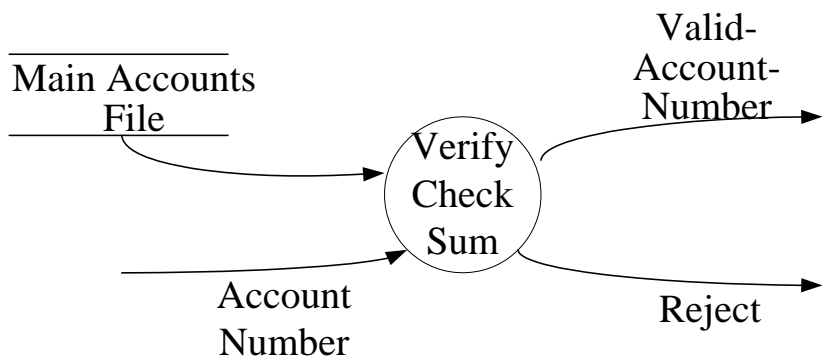 Main Accounts
File
Verify
Check
Sum
Valid-
Account-
Number
Account
Number
Reject